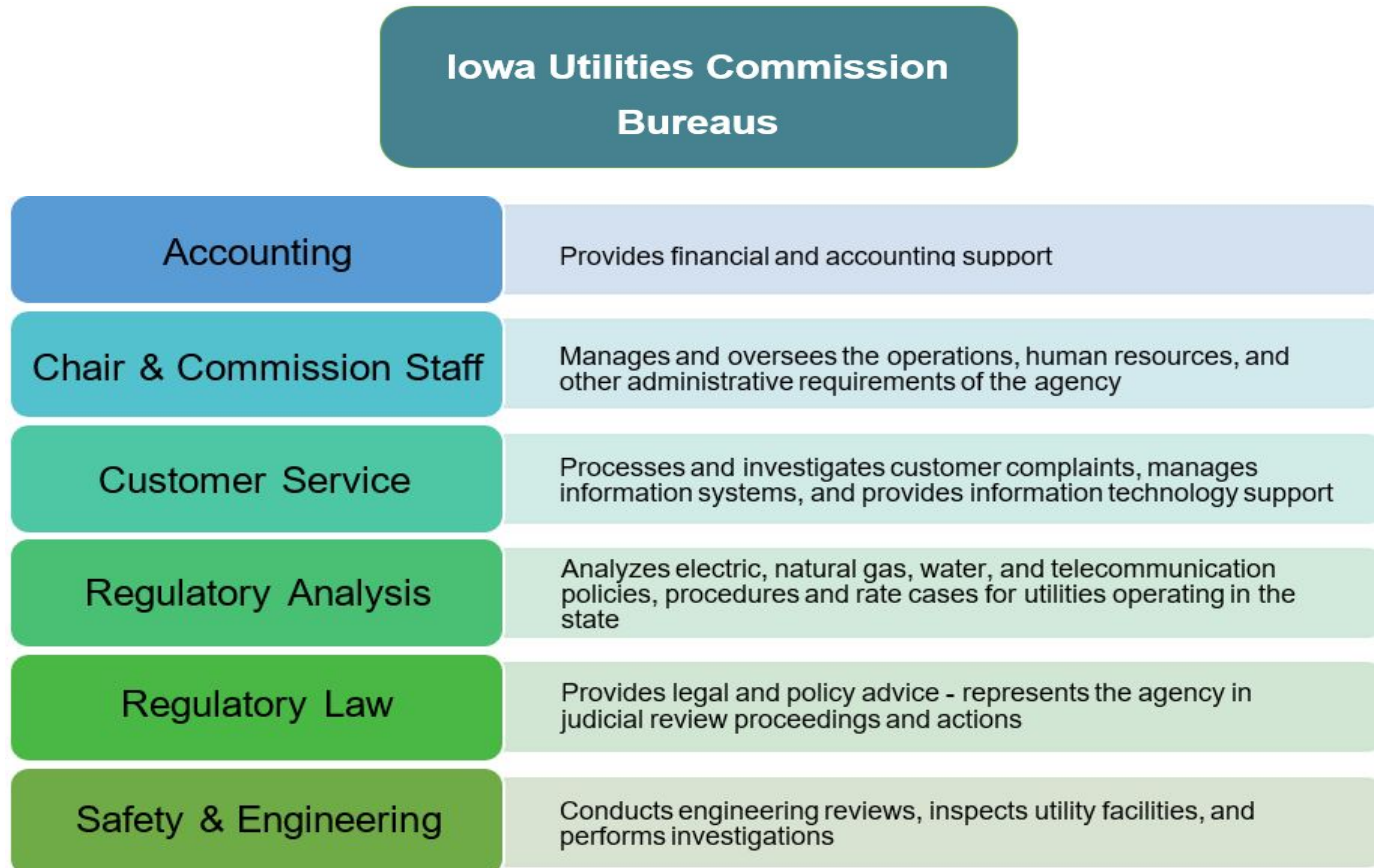 Iowa Utilities Commission
Bureaus
Accounting
Provides financial and accounting support
Chair & Commission Staff
Manages and oversees the operations, human resources, and
other administrative requirements of the agency
Customer Service
Processes and investigates customer complaints, manages
information systems, and provides information technology support
Regulatory Analysis
Analyzes electric, natural gas, water, and telecommunication
policies, procedures and rate cases for utilities operating in the
state
Regulatory Law
Provides legal and policy advice - represents the agency in
judicial review proceedings and actions
Safety & Engineering
Conducts engineering reviews, inspects utility facilities, and
performs investigations